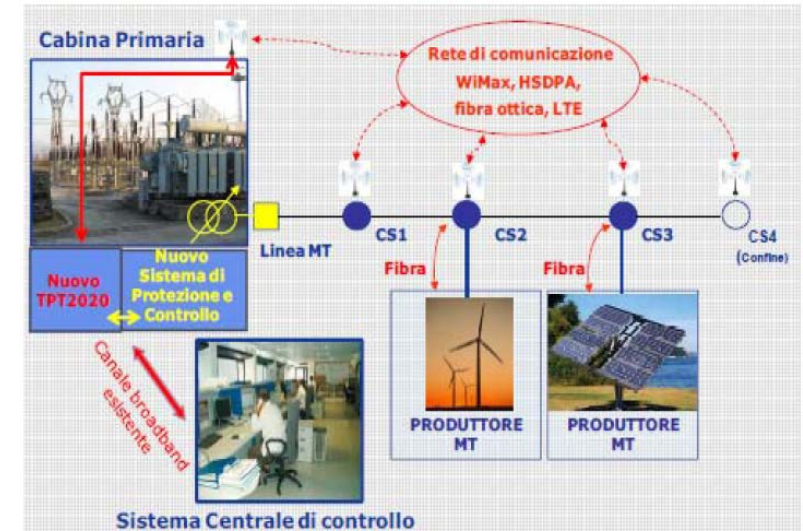 Cabina Primaria
Rete di comunicazione
WiMax, HSDPA,
fibra ottica, LTE
Linea MT
CS1
CS2
CS3
CS4
(Confine)
Nuovo
TPT2020
Nuovo
Sistema di
Protezione e
Controllo
Fibra
Fibra
Canale broadband
esistente
PRODUTTORE
MT
PRODUTTORE
MT
Sistema Centrale di controllo